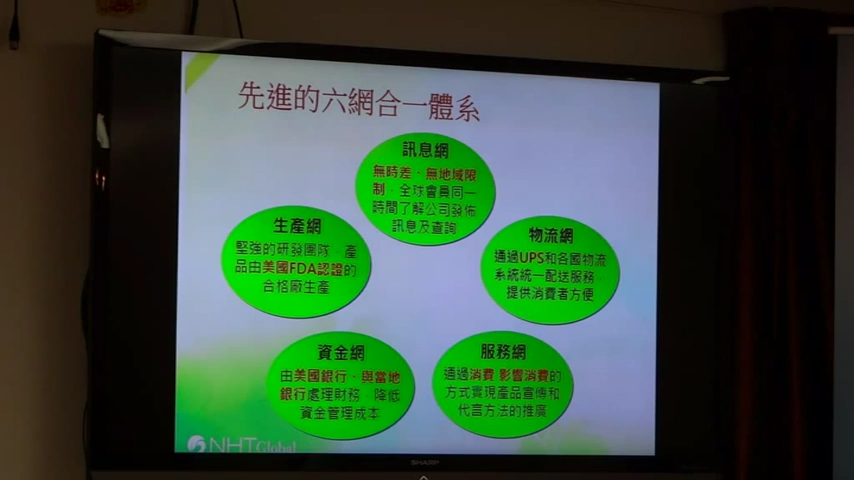 先進的六網合一體系
訊息網
無時差、無地域限
制，全球會員同一
時間了解公司發佈
訊息及查詢
生產網
堅強的研發團隊，產
品由美國FDA認證的
合格廠生產
物流網
通過UPS和各國物流
系統統一配送服務，
提供消費者方便
資金網
由美國銀行、與當地
銀行處理財務，降低
資金管理成本
服務網
通過消費 影響消費的
方式實現產品宣傳和
代言方法的推廣
NHT Global
SHARP